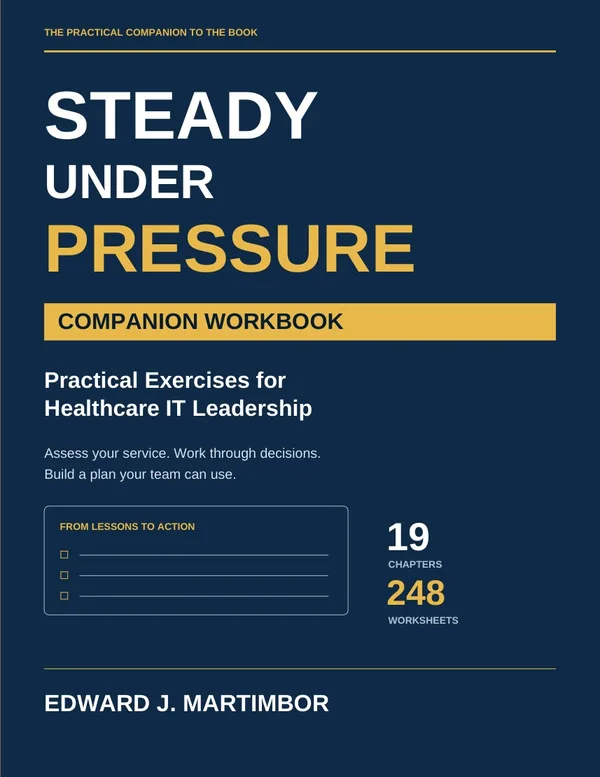 THE PRACTICAL COMPANION TO THE BOOK
STEADY
UNDER
PRESSURE
COMPANION WORKBOOK
Practical Exercises for
Healthcare IT Leadership
Assess your service. Work through decisions.
Build a plan your team can use.
FROM LESSONS TO ACTION
19
CHAPTERS
248
WORKSHEETS
EDWARD J. MARTIMBOR